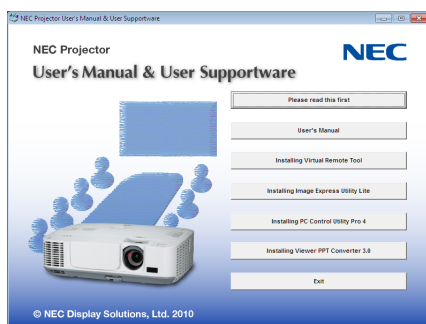 NEC Projector User's Manual & User Supportware
NEC Projector
NEC
User's Manual & User Supportware
Please read this first
User's Manual
Installing Virtual Remote Tool
Installing Image Express Utility Lite
Installing PC Control Utility Pro 4
Installing Viewer PPT Converter 3.0
Exit
© NEC Display Solutions, Ltd. 2010